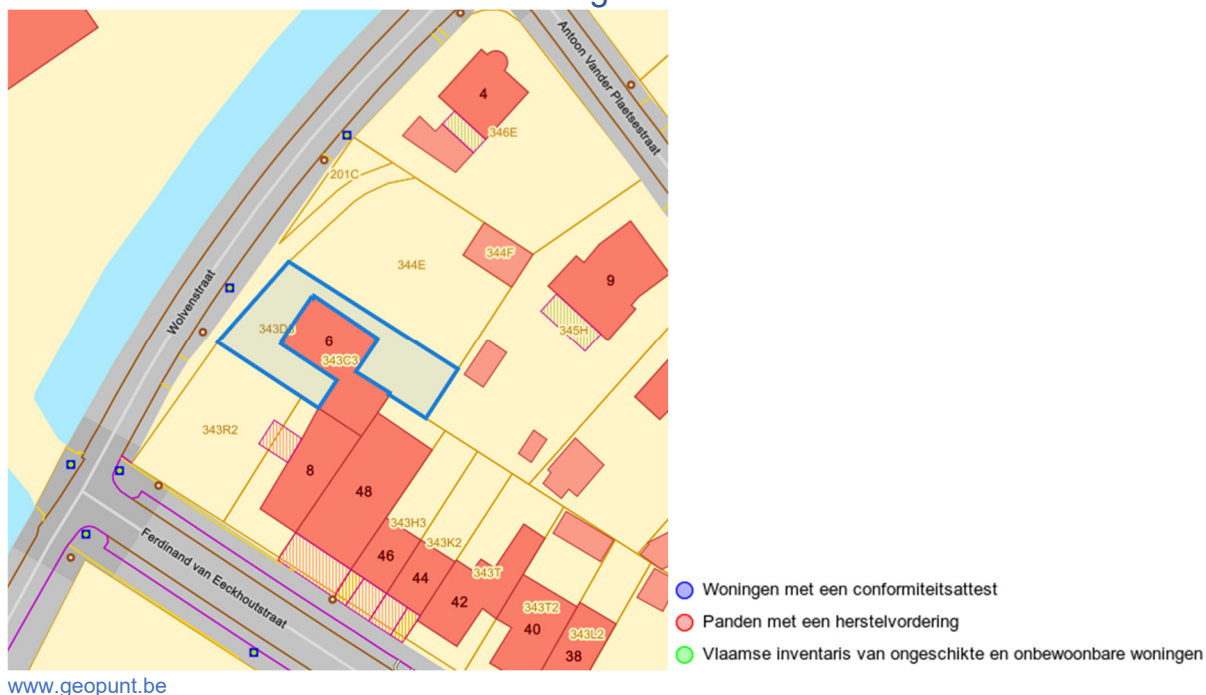 Antoon Vander Plaetsestraat
4
346E
201C
344F
344E
9
Wolvenstraat
343D3
6
345H
343C3
343R2
8
48
343H3
46
343K2
44
343T
42
343T2
40
343L2
38
Ferdinand van Eeckhoutstraat
Woningen met een conformiteitsattest
Panden met een herstelvordering
Vlaamse inventaris van ongeschikte en onbewoonbare woningen
www.geopunt.be